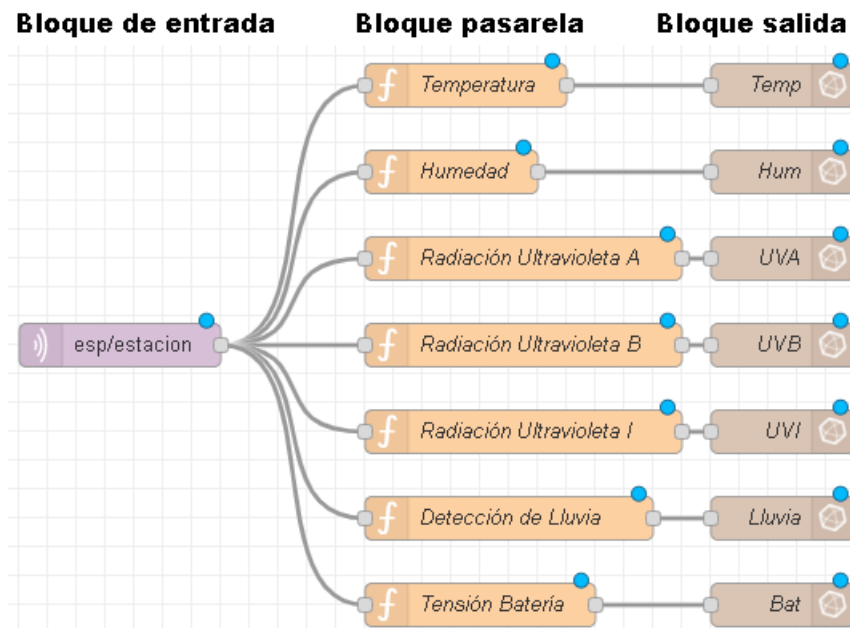 Bloque de entrada
Bloque pasarela
Bloque salida
Temperatura
Temp
Humedad
Hum
Radiación Ultravioleta A
UVA
esp/estacion
Radiación Ultravioleta B
UVB
Radiación Ultravioleta I
UVI
Detección de Lluvia
Lluvia
Tensión Batería
Bat